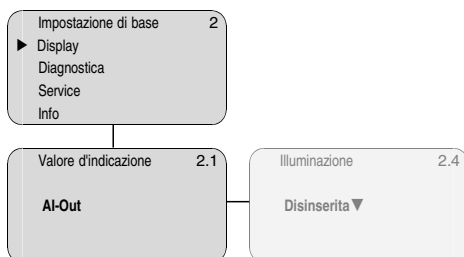 Impostazione di base 2
▶ Display
Diagnostica
Service
Info
Valore d'indicazione 2.1
AI-Out
Illuminazione 2.4
Disinserita▼